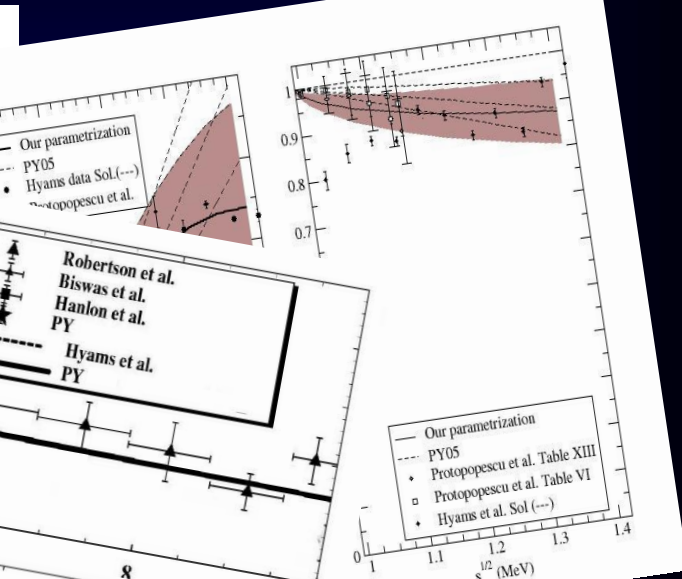 Our parametrization
PY05
Hyams data Sol.(---)
Protopopescu et al.
1
0.9
0.8
0.7
Robertson et al.
Biswas et al.
Hanlon et al.
PY
Hyams et al.
PY
8
Our parametrization
PY05
Protopopescu et al. Table XIII
Protopopescu et al. Table VI
Hyams et al. Sol (---)
0
1
1.1
1.2
1.3
1.4
s^1/2 (MeV)